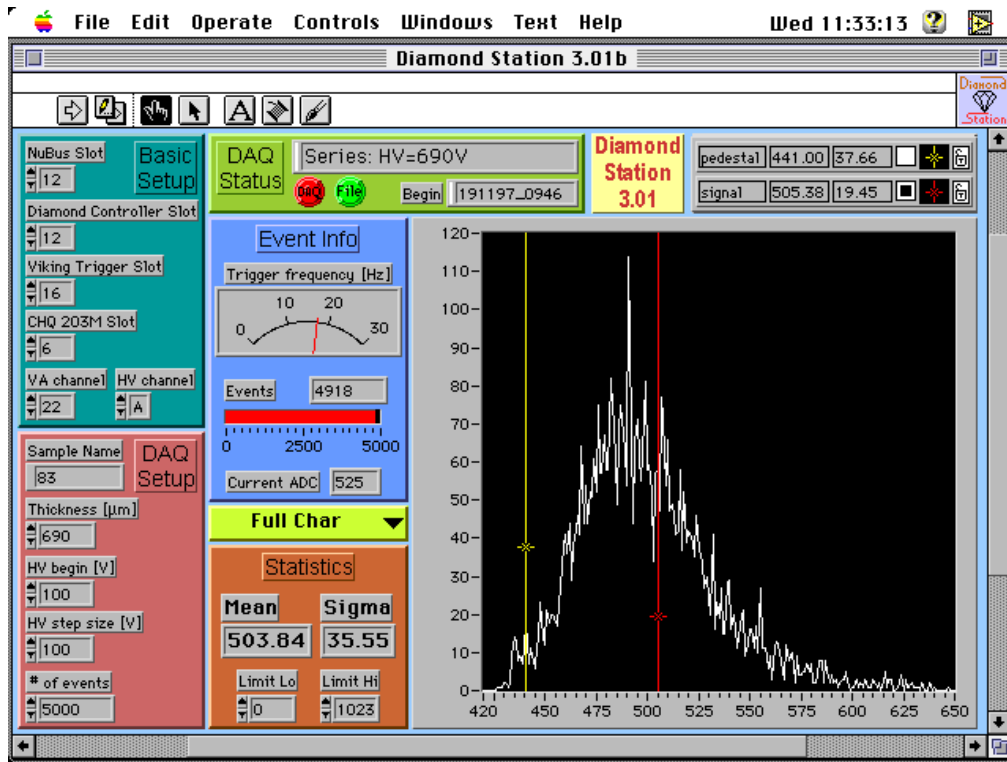 File Edit Operate Controls Windows Text Help Wed 11:33:13
Diamond Station 3.01b
Diamond
Station
A
NuBus Slot
12
Basic
Setup
Diamond Controller Slot
12
Viking Trigger Slot
16
CHQ 203M Slot
6
VA channel HV channel
22 A
DAQ
Status
Series: HV=690V
DAQ File Begin 191197_0946
Diamond
Station
3.01
pedestal 441.00 37.66
signal 505.38 19.45
Event Info
Trigger frequency [Hz]
0 10 20 30
Events 4918
0 2500 5000
Current ADC 525
Full Char
Sample Name
83
DAQ
Setup
Thickness [µm]
690
HV begin [V]
100
HV step size [V]
100
# of events
5000
Statistics
Mean Sigma
503.84 35.55
Limit Lo Limit Hi
0 1023
120
110
100
90
80
70
60
50
40
30
20
10
0
420 450 475 500 525 550 575 600 625 650